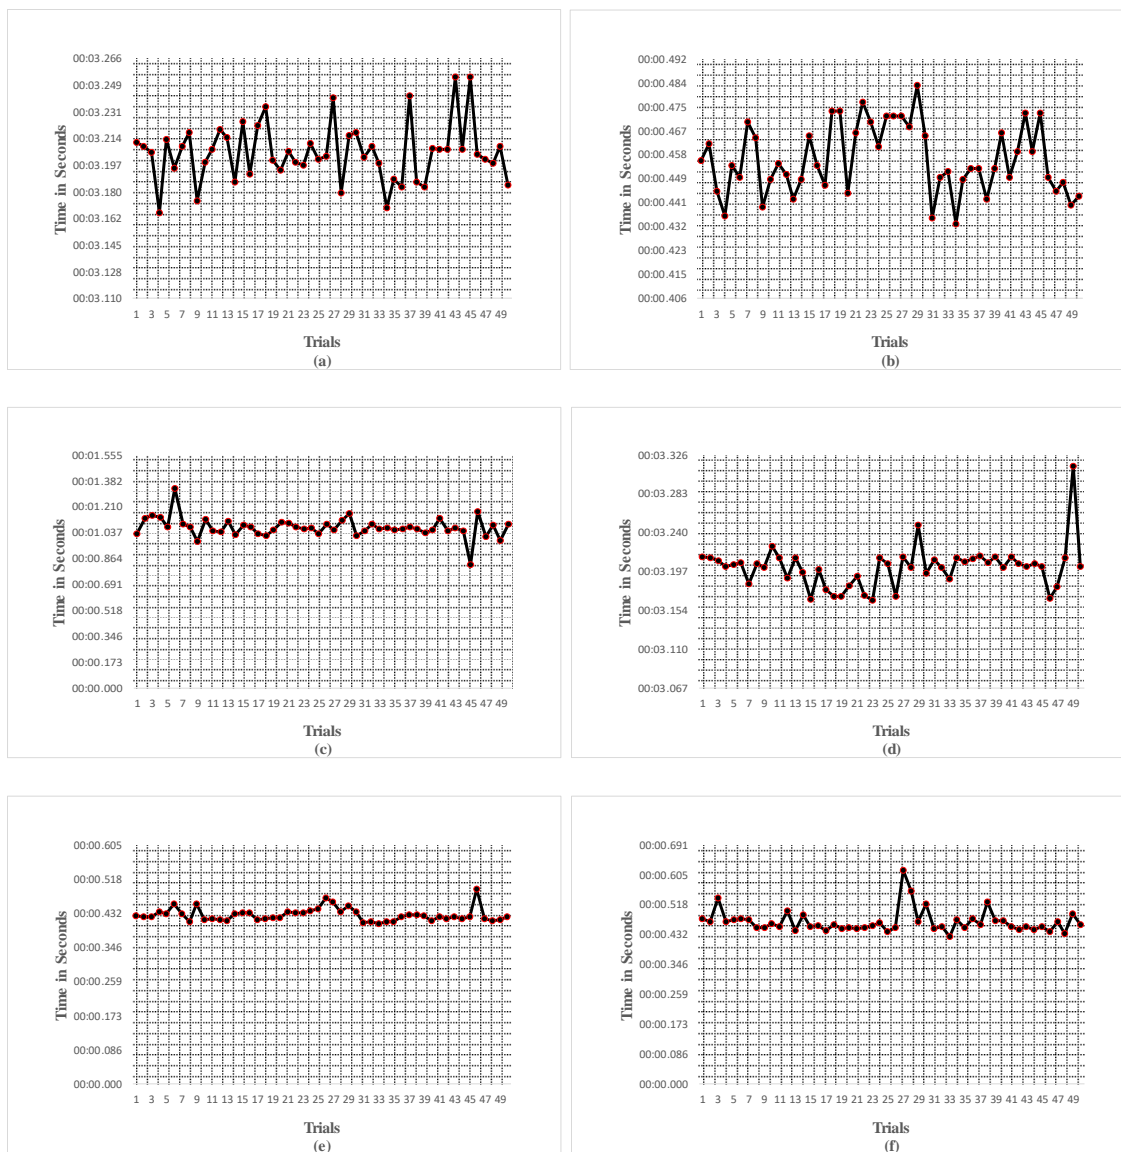 00:03.266
00:03.249
00:03.231
00:03.214
00:03.197
00:03.180
00:03.162
00:03.145
00:03.128
00:03.110
Time in Seconds
1 3 5 7 9 11 13 15 17 19 21 23 25 27 29 31 33 35 37 39 41 43 45 47 49
Trials
(a)
00:00.492
00:00.484
00:00.475
00:00.467
00:00.458
00:00.449
00:00.441
00:00.432
00:00.423
00:00.415
00:00.406
Time in Seconds
1 3 5 7 9 11 13 15 17 19 21 23 25 27 29 31 33 35 37 39 41 43 45 47 49
Trials
(b)
00:01.555
00:01.382
00:01.210
00:01.037
00:00.864
00:00.691
00:00.518
00:00.346
00:00.173
00:00.000
Time in Seconds
1 3 5 7 9 11 13 15 17 19 21 23 25 27 29 31 33 35 37 39 41 43 45 47 49
Trials
(c)
00:03.326
00:03.283
00:03.240
00:03.197
00:03.154
00:03.110
00:03.067
Time in Seconds
1 3 5 7 9 11 13 15 17 19 21 23 25 27 29 31 33 35 37 39 41 43 45 47 49
Trials
(d)
00:00.605
00:00.518
00:00.432
00:00.346
00:00.259
00:00.173
00:00.086
00:00.000
Time in Seconds
1 3 5 7 9 11 13 15 17 19 21 23 25 27 29 31 33 35 37 39 41 43 45 47 49
Trials
(e)
00:00.691
00:00.605
00:00.518
00:00.432
00:00.346
00:00.259
00:00.173
00:00.086
00:00.000
Time in Seconds
1 3 5 7 9 11 13 15 17 19 21 23 25 27 29 31 33 35 37 39 41 43 45 47 49
Trials
(f)